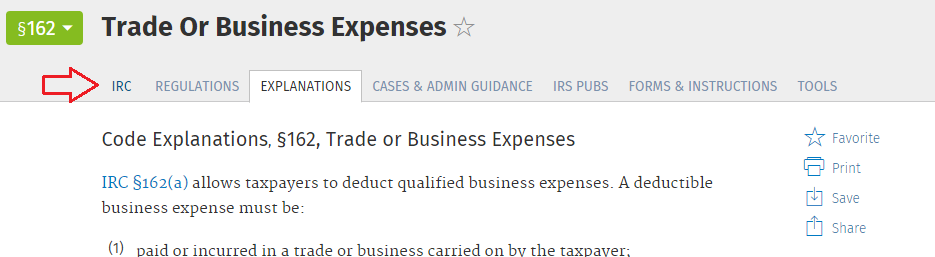 §162
Trade Or Business Expenses
IRC REGULATIONS EXPLANATIONS CASES & ADMIN GUIDANCE IRS PUBS FORMS & INSTRUCTIONS TOOLS
Code Explanations, §162, Trade or Business Expenses
IRC §162(a) allows taxpayers to deduct qualified business expenses. A deductible
business expense must be:
(1) paid or incurred in a trade or business carried on by the taxpayer;
Favorite
Print
Save
Share